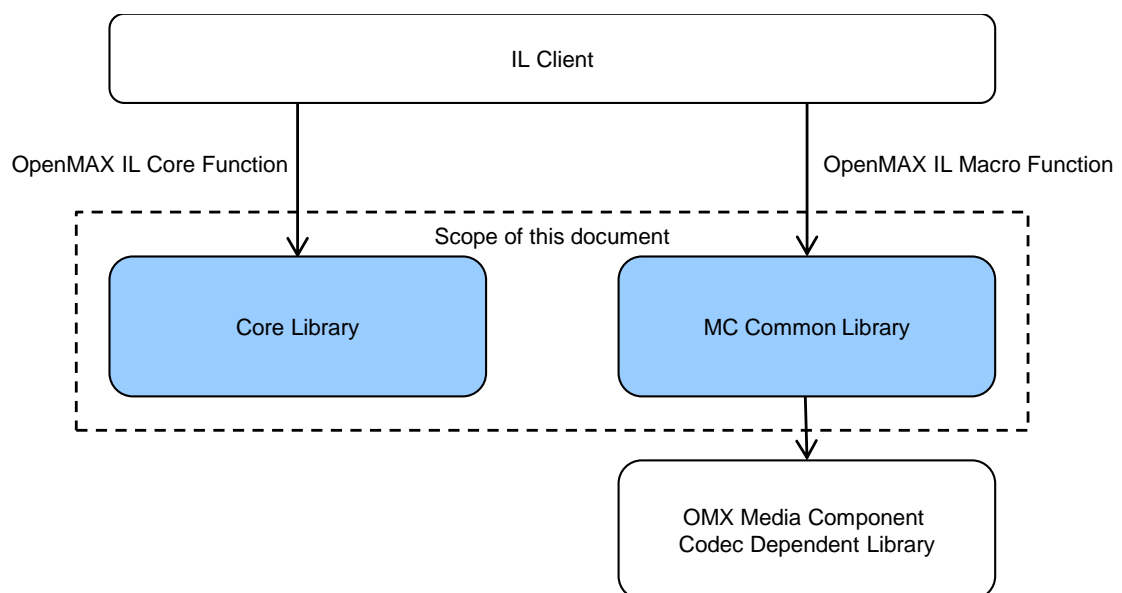 IL Client
OpenMAX IL Core Function
OpenMAX IL Macro Function
Scope of this document
Core Library
MC Common Library
OMX Media Component
Codec Dependent Library